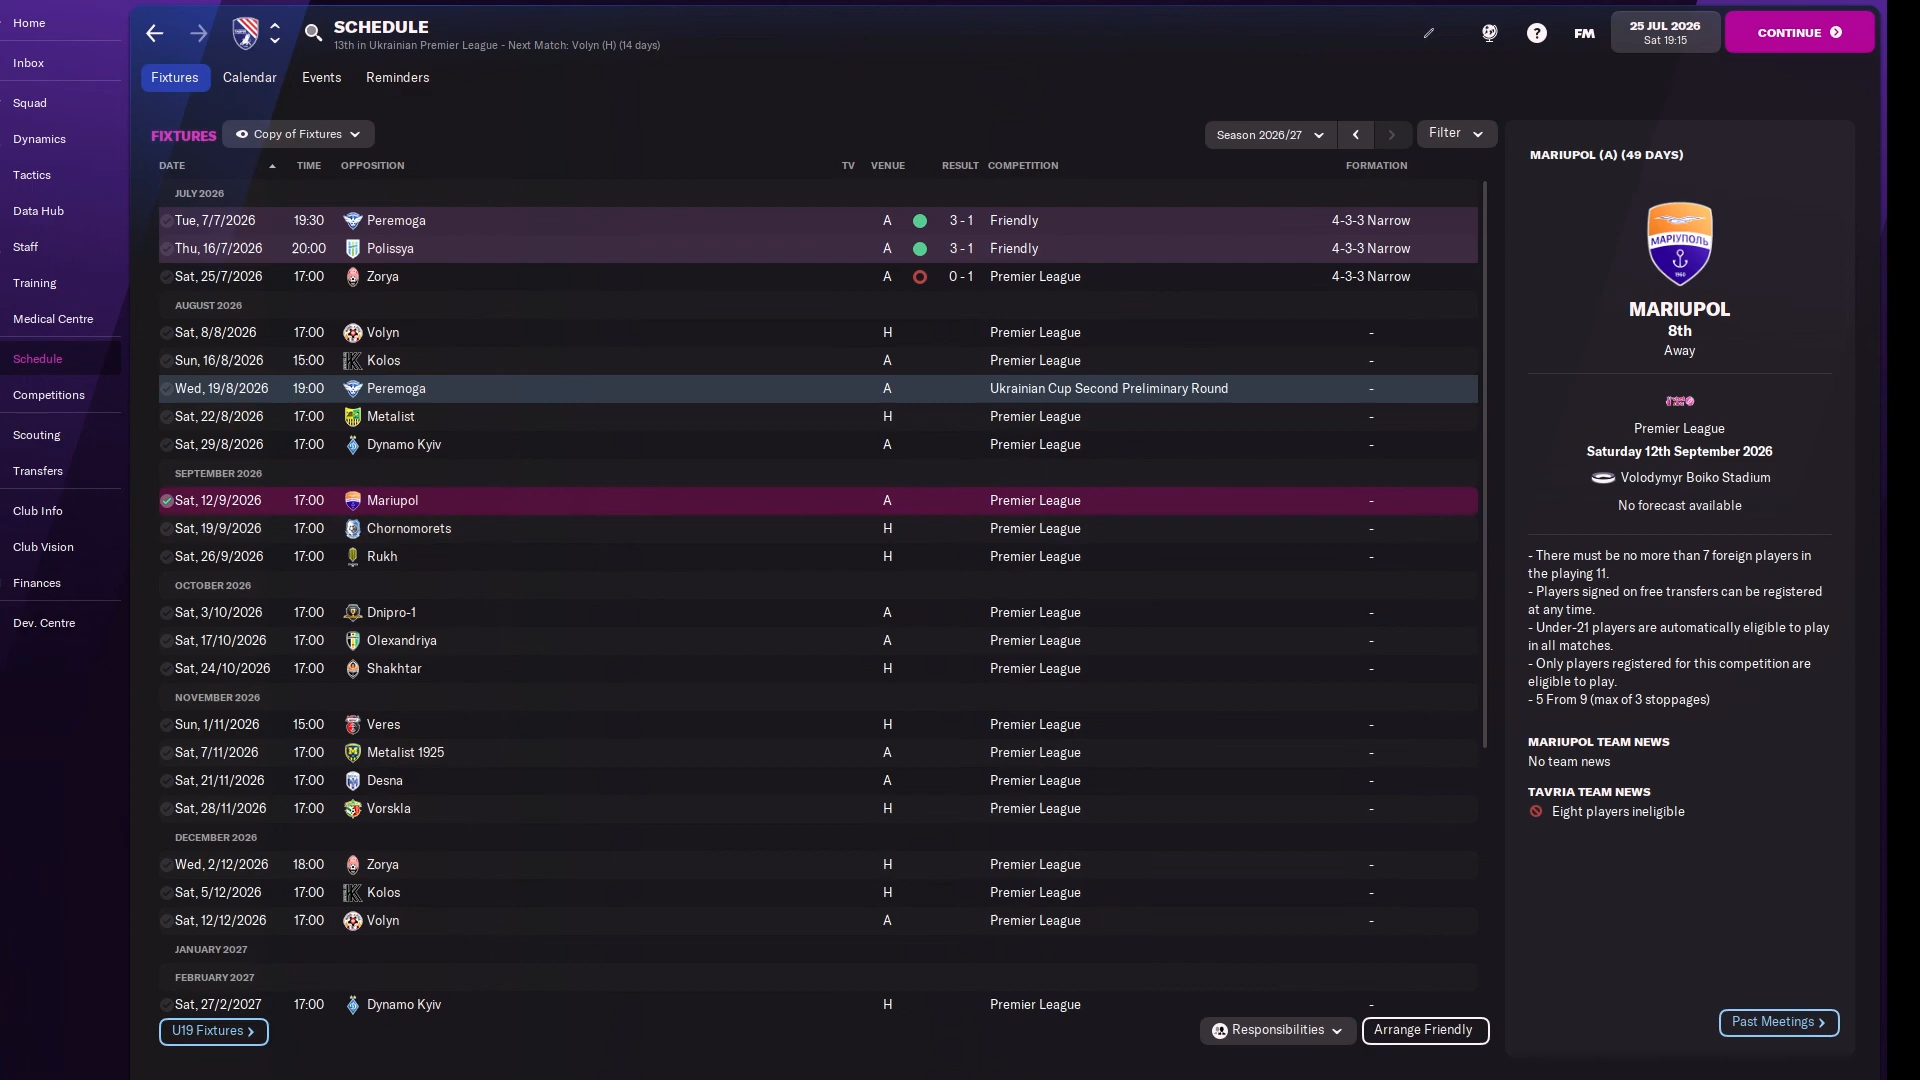 Home
Inbox
Squad
Dynamics
Tactics
Data Hub
Staff
Training
Medical Centre
Schedule
Competitions
Scouting
Transfers
Club Info
Club Vision
Finances
Dev. Centre
SCHEDULE
13th in Ukrainian Premier League - Next Match: Volyn (H) (14 days)
? FM
25 JUL 2026
Sat 19:15
CONTINUE
Fixtures Calendar Events Reminders
FIXTURES Copy of Fixtures Season 2026/27 Filter
DATE TIME OPPOSITION TV VENUE RESULT COMPETITION FORMATION
JULY 2026
Tue, 7/7/2026 19:30 Peremoga A 3 - 1 Friendly 4-3-3 Narrow
Thu, 16/7/2026 20:00 Polissya A 3 - 1 Friendly 4-3-3 Narrow
Sat, 25/7/2026 17:00 Zorya A 0 - 1 Premier League 4-3-3 Narrow
AUGUST 2026
Sat, 8/8/2026 17:00 Volyn H Premier League -
Sun, 16/8/2026 15:00 Kolos A Premier League -
Wed, 19/8/2026 19:00 Peremoga A Ukrainian Cup Second Preliminary Round -
Sat, 22/8/2026 17:00 Metalist H Premier League -
Sat, 29/8/2026 17:00 Dynamo Kyiv A Premier League -
SEPTEMBER 2026
Sat, 12/9/2026 17:00 Mariupol A Premier League -
Sat, 19/9/2026 17:00 Chornomorets H Premier League -
Sat, 26/9/2026 17:00 Rukh H Premier League -
OCTOBER 2026
Sat, 3/10/2026 17:00 Dnipro-1 A Premier League -
Sat, 17/10/2026 17:00 Olexandriya A Premier League -
Sat, 24/10/2026 17:00 Shakhtar H Premier League -
NOVEMBER 2026
Sun, 1/11/2026 15:00 Veres H Premier League -
Sat, 7/11/2026 17:00 Metalist 1925 A Premier League -
Sat, 21/11/2026 17:00 Desna A Premier League -
Sat, 28/11/2026 17:00 Vorskla H Premier League -
DECEMBER 2026
Wed, 2/12/2026 18:00 Zorya H Premier League -
Sat, 5/12/2026 17:00 Kolos H Premier League -
Sat, 12/12/2026 17:00 Volyn A Premier League -
JANUARY 2027
FEBRUARY 2027
Sat, 27/2/2027 17:00 Dynamo Kyiv H Premier League -
U19 Fixtures Responsibilities Arrange Friendly
MARIUPOL (A) (49 DAYS)
МАРІУПОЛЬ
1960
MARIUPOL
8th
Away
Premier League
Saturday 12th September 2026
Volodymyr Boiko Stadium
No forecast available
- There must be no more than 7 foreign players in
the playing 11.
- Players signed on free transfers can be registered
at any time.
- Under-21 players are automatically eligible to play
in all matches.
- Only players registered for this competition are
eligible to play.
- 5 From 9 (max of 3 stoppages)
MARIUPOL TEAM NEWS
No team news
TAVRIA TEAM NEWS
Eight players ineligible
Past Meetings